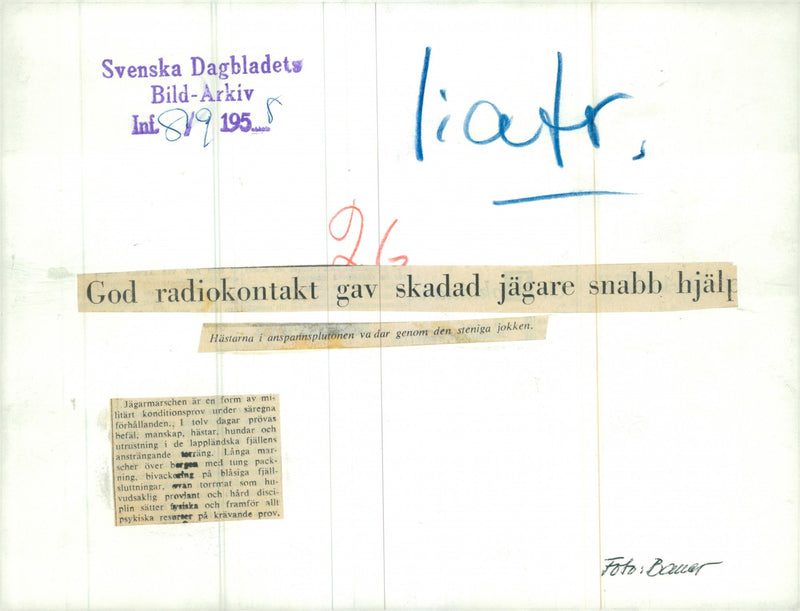 Svenska Dagbladets
Bild-Arkiv
Inf. 8/9 1958
26
God radiokontakt gav skadad jägare snabb hjälp
Hästarna i anspannsplutonen vadar genom den steniga jokken.
Jägarmarschen är en form av mi-
litärt konditionsprov under säregna
förhållanden. I tolv dagar prövas
befäl, manskap, hästar, hundar och
utrustning i de lappländska fjällens
ansträngande terräng. Långa mar-
scher över bergen med tung pack-
ning, bivackering på blåsiga fjäll-
sluttningar, ovan torrmat som hu-
vudsaklig proviant och hård disci-
plin sätter fysiska och framför allt
psykiska resurser på krävande prov.
Foto: Bauer